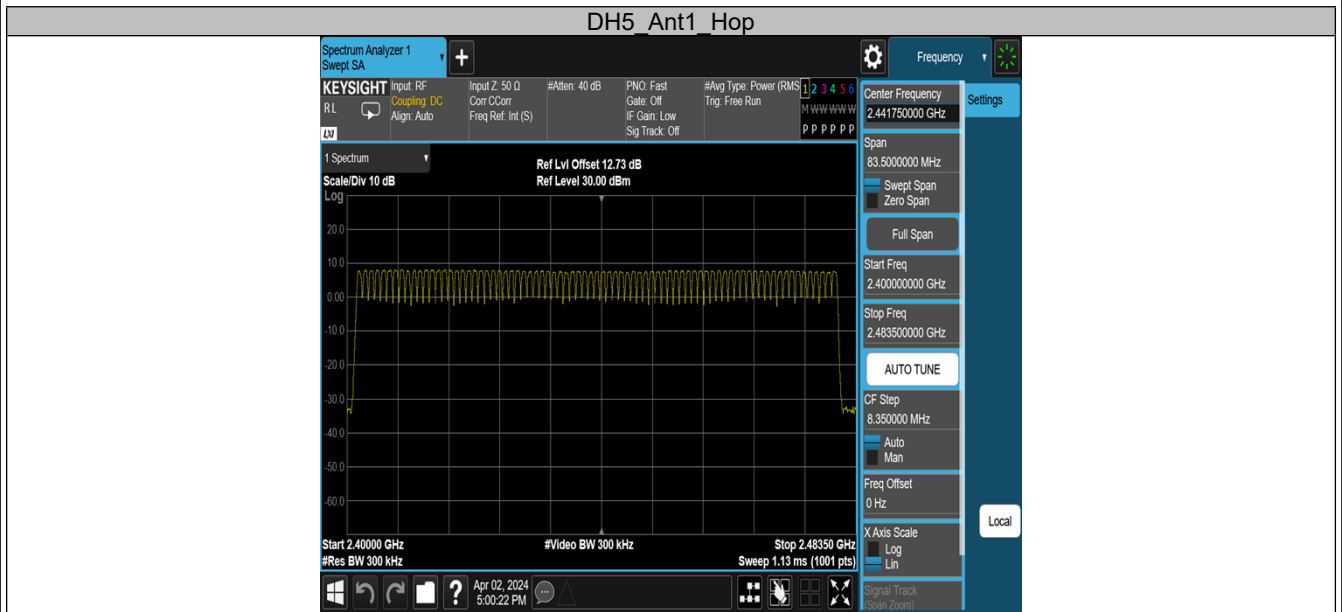 DH5_Ant1_Hop
Spectrum Analyzer 1
Swept SA
+
Frequency
KEYSIGHT
RL
LXI
Input: RF
Coupling: DC
Align: Auto
Input Z: 50 Ω
Corr CCorr
Freq Ref: Int (S)
#Atten: 40 dB
PNO: Fast
Gate: Off
IF Gain: Low
Sig Track: Off
#Avg Type: Power (RMS
Trig: Free Run
1 2 3 4 5 6
M W W W W W
P P P P P P
1 Spectrum
Scale/Div 10 dB
Ref Lvl Offset 12.73 dB
Ref Level 30.00 dBm
Log
20.0
10.0
0.00
-10.0
-20.0
-30.0
-40.0
-50.0
-60.0
Start 2.40000 GHz
#Res BW 300 kHz
#Video BW 300 kHz
Stop 2.48350 GHz
Sweep 1.13 ms (1001 pts)
?
Apr 02, 2024
5:00:22 PM
Center Frequency
2.441750000 GHz
Span
83.5000000 MHz
Swept Span
Zero Span
Full Span
Start Freq
2.400000000 GHz
Stop Freq
2.483500000 GHz
AUTO TUNE
CF Step
8.350000 MHz
Auto
Man
Freq Offset
0 Hz
X Axis Scale
Log
Lin
Signal Track
(Span Zoom)
Settings
Local